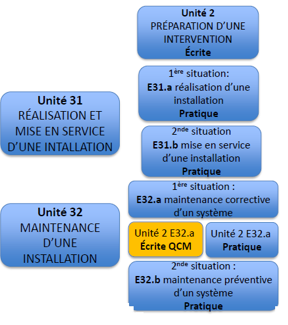 Unité 2
PRÉPARATION D'UNE
INTERVENTION
Écrite
1ère situation:
E31.a réalisation d'une
installation
Pratique
Unité 31
RÉALISATION ET
MISE EN SERVICE
D'UNE INTALLATION
2nde situation
E31.b mise en service
d'une installation
Pratique
1ère situation :
E32.a maintenance corrective
d'un système
Unité 32
MAINTENANCE
D'UNE
INSTALLATION
Unité 2 E32.a
Écrite QCM
Unité 2 E32.a
Pratique
2nde situation :
E32.b maintenance préventive
d'un système
Pratique